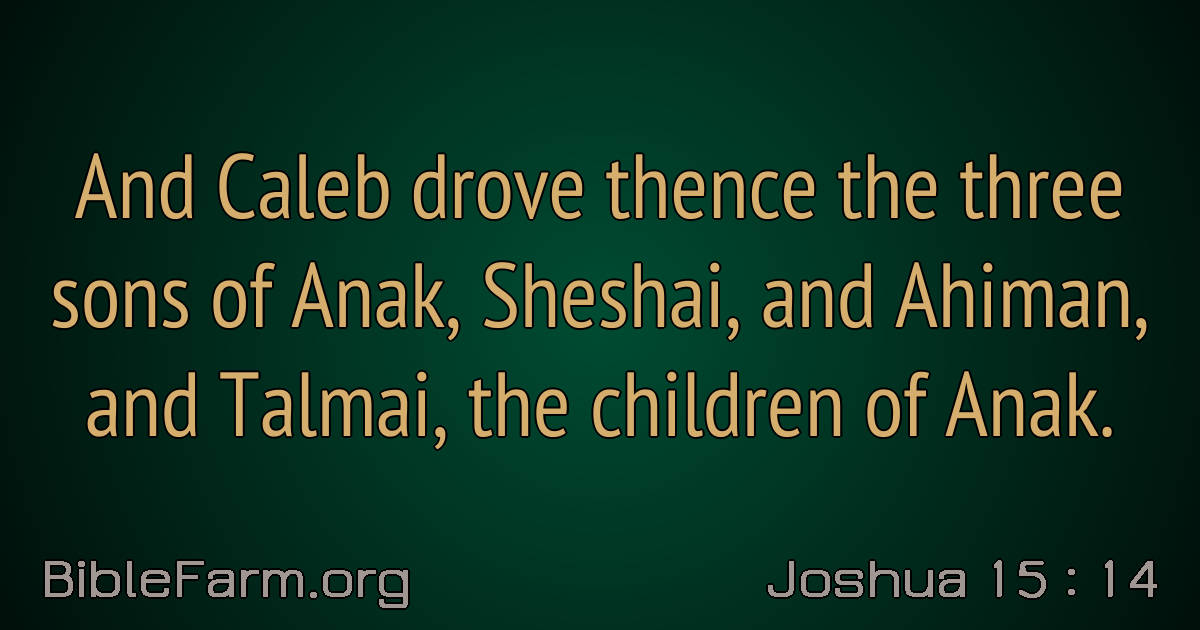 And Caleb drove thence the three
sons of Anak, Sheshai, and Ahiman,
and Talmai, the children of Anak.
BibleFarm.org
Joshua 15 : 14